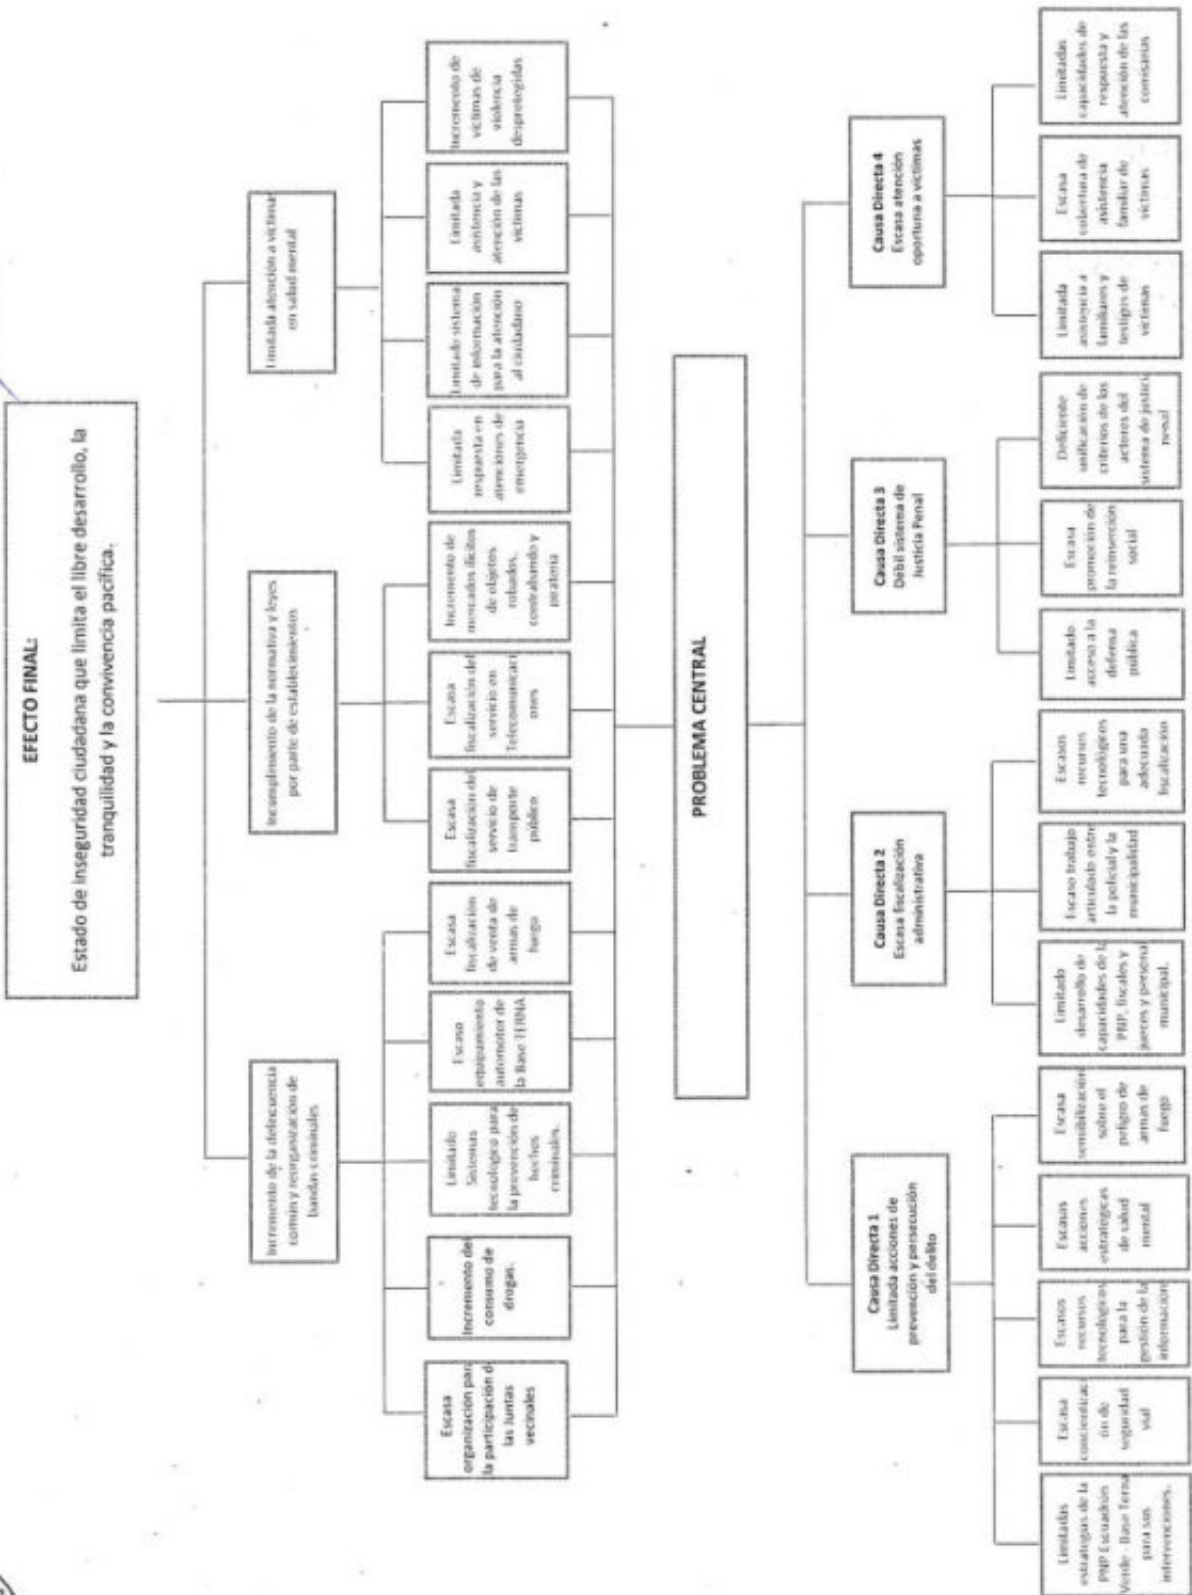 EFECTO FINAL:
Estado de inseguridad ciudadana que limita el libre desarrollo, la
tranquilidad y la convivencia pacífica.
Incremento de la delincuencia
común y reorganización de
bandas criminales
Incumplimiento de la normativa y leyes
por parte de establecimientos
Limitada atención a víctimas
en salud mental
Escasa
organización para
la participación d
las Juntas
vecinales
Incremento del
consumo de
drogas.
Limitado
Sistemas
tecnológico para
la prevención de
hechos
criminales.
Escaso
equipamiento
automotor de
la Base TERNA.
Escasa
fiscalización
de venta de
armas de
fuego
Escasa
fiscalización del
servicio de
transporte
público
Escasa
fiscalización del
servicio en
Telecomunicaci
ones
Incremento de
mercados ilícitos
de objetos
robados,
contrabando y
piratería
Limitada
respuesta en
atenciones de
emergencia
Limitado sistema
de información
para la atención
al ciudadano
Limitada
asistencia y
atención de las
víctimas
Incremento de
víctimas de
violencia
desprotegidas
PROBLEMA CENTRAL
Causa Directa 1
Limitada acciones de
prevención y persecución
del delito
Causa Directa 2
Escasa fiscalización
administrativa
Causa Directa 3
Débil sistema de
Justicia Penal
Causa Directa 4
Escasa atención
oportuna a víctimas
Limitadas
estrategias de la
PNP Escuadrón
Verde - Base Terna
para sus
intervenciones.
Escasa
concientizaci
ón de
seguridad
vial
Escasos
recursos
tecnológicos
para la
gestión de la
información
Escasas
acciones
estratégicas
de salud
mental
Escasa
sensibilización
sobre el
peligro de
armas de
fuego
Limitado
desarrollo de
capacidades de la
PNP, fiscales y
jueces y personal
municipal.
Escaso trabajo
articulado entre
la policial y la
municipalidad
Escasos
recursos
tecnológicos
para una
adecuada
fiscalización
Limitado
acceso a la
defensa
pública
Escasa
promoción de
la reinserción
social
Deficiente
unificación de
criterios de los
actores del
sistema de justicia
penal
Limitada
asistencia a
familiares y
testigos de
víctimas
Escasa
cobertura de
asistencia
familiar de
víctimas
Limitadas
capacidades de
respuesta y
atención de las
comisarías